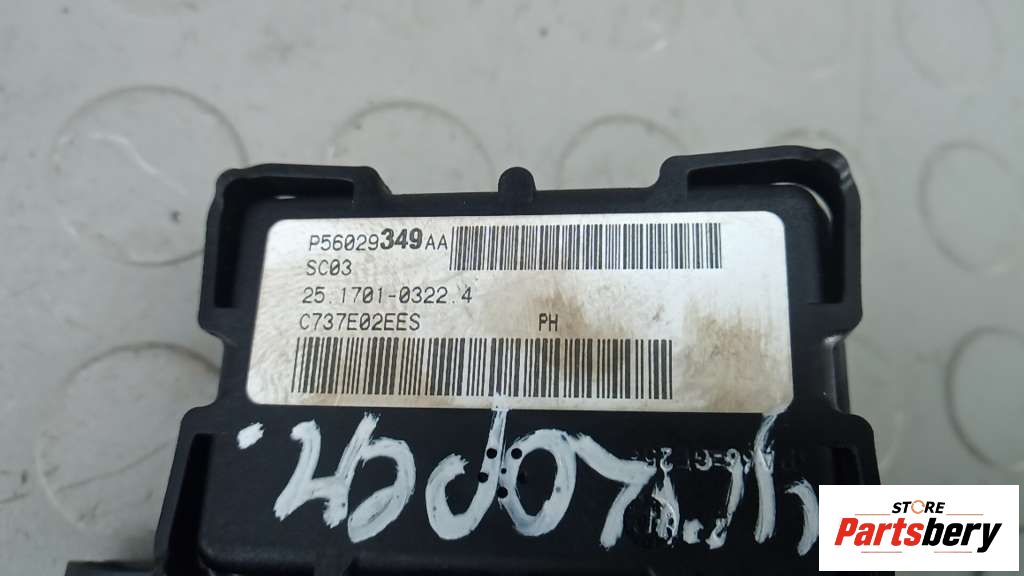 P56029349AA
SC03
25.1701-0322.4
C737E02EES PH
STORE
Partsbery